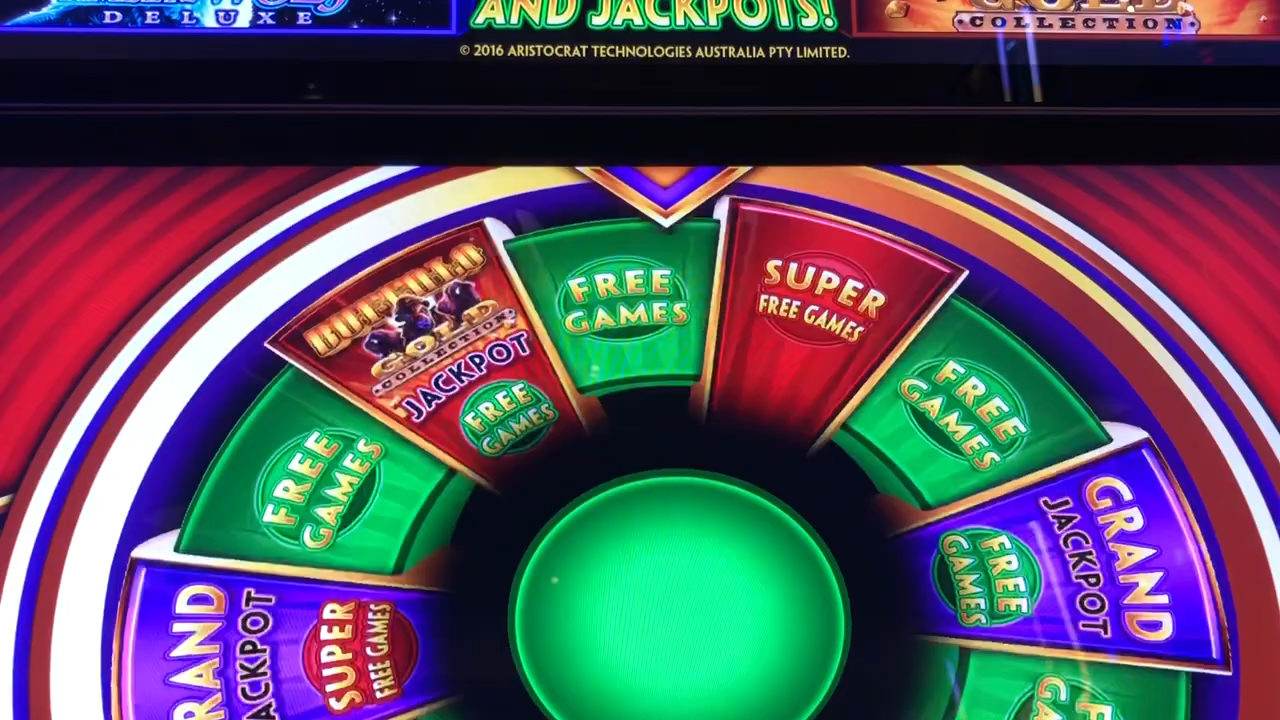 DELUXE
AND JACKPOTS!
COLLECTION
© 2016 ARISTOCRAT TECHNOLOGIES AUSTRALIA PTY LIMITED.
BUFFALO
GOLD
COLLECTION
JACKPOT
FREE
GAMES
FREE
GAMES
SUPER
FREE GAMES
FREE
GAMES
FREE
GAMES
GRAND
JACKPOT
FREE
GAMES
GRAND
JACKPOT
SUPER
FREE GAMES